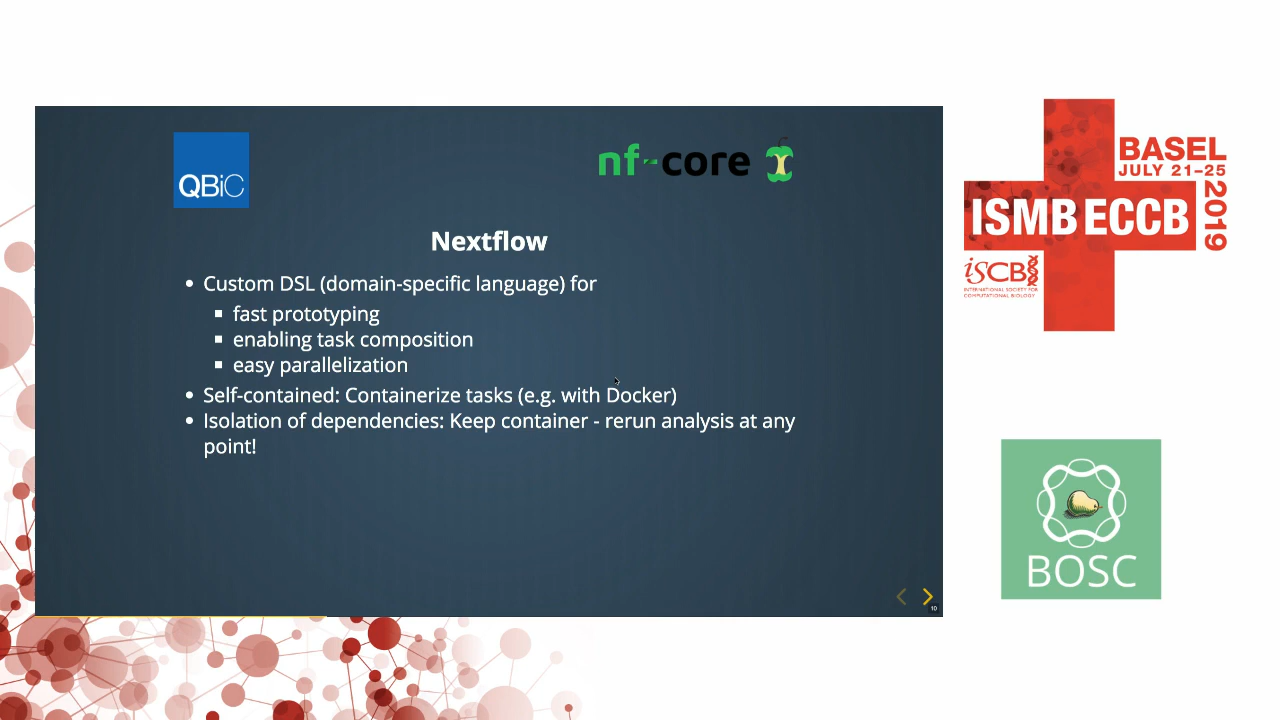 QBiC
nf-core
Nextflow
• Custom DSL (domain-specific language) for
▪ fast prototyping
▪ enabling task composition
▪ easy parallelization
• Self-contained: Containerize tasks (e.g. with Docker)
• Isolation of dependencies: Keep container - rerun analysis at any
point!
10
BASEL
JULY 21–25
2019
ISMB ECCB
iSCB
INTERNATIONAL SOCIETY FOR
COMPUTATIONAL BIOLOGY
BOSC